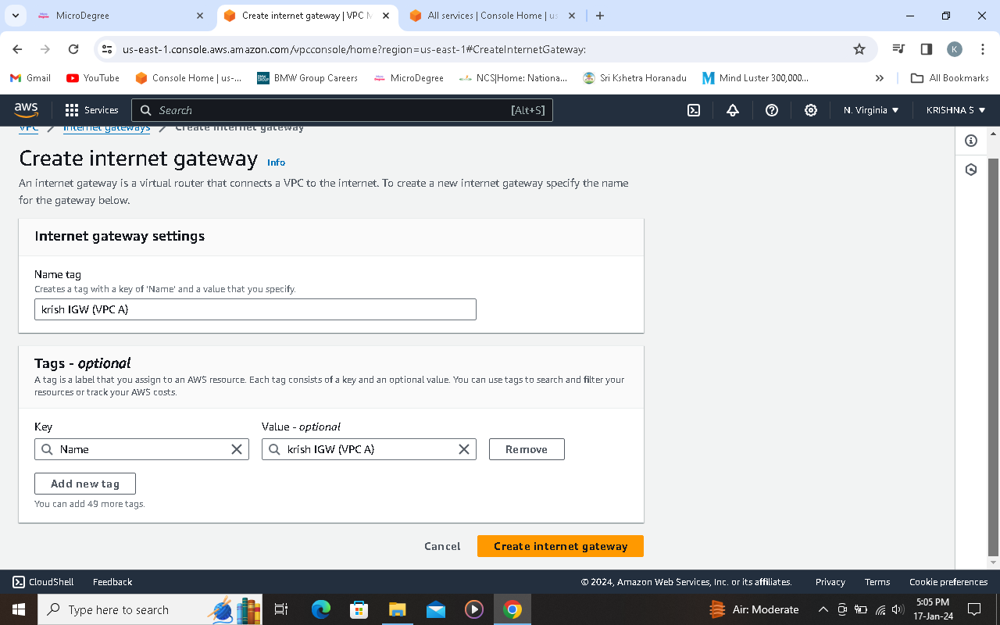 MicroDegree
Create internet gateway | VPC M
All services | Console Home | us
us-east-1.console.aws.amazon.com/vpcconsole/home?region=us-east-1#CreateInternetGateway:
K
Gmail
YouTube
Console Home | us-...
BMW Group Careers
MicroDegree
NCS|Home: Nationa...
Sri Kshetra Horanadu
Mind Luster 300,000...
All Bookmarks
aws
Services
Search
[Alt+S]
N. Virginia
KRISHNA S
VPC
Internet gateways
Create internet gateway
Create internet gateway Info
An internet gateway is a virtual router that connects a VPC to the internet. To create a new internet gateway specify the name
for the gateway below.
Internet gateway settings
Name tag
Creates a tag with a key of 'Name' and a value that you specify.
krish IGW (VPC A)
Tags - optional
A tag is a label that you assign to an AWS resource. Each tag consists of a key and an optional value. You can use tags to search and filter your
resources or track your AWS costs.
Key
Value - optional
Name
krish IGW (VPC A)
Remove
Add new tag
You can add 49 more tags.
Cancel
Create internet gateway
CloudShell
Feedback
© 2024, Amazon Web Services, Inc. or its affiliates.
Privacy
Terms
Cookie preferences
Type here to search
Air: Moderate
5:05 PM
17-Jan-24